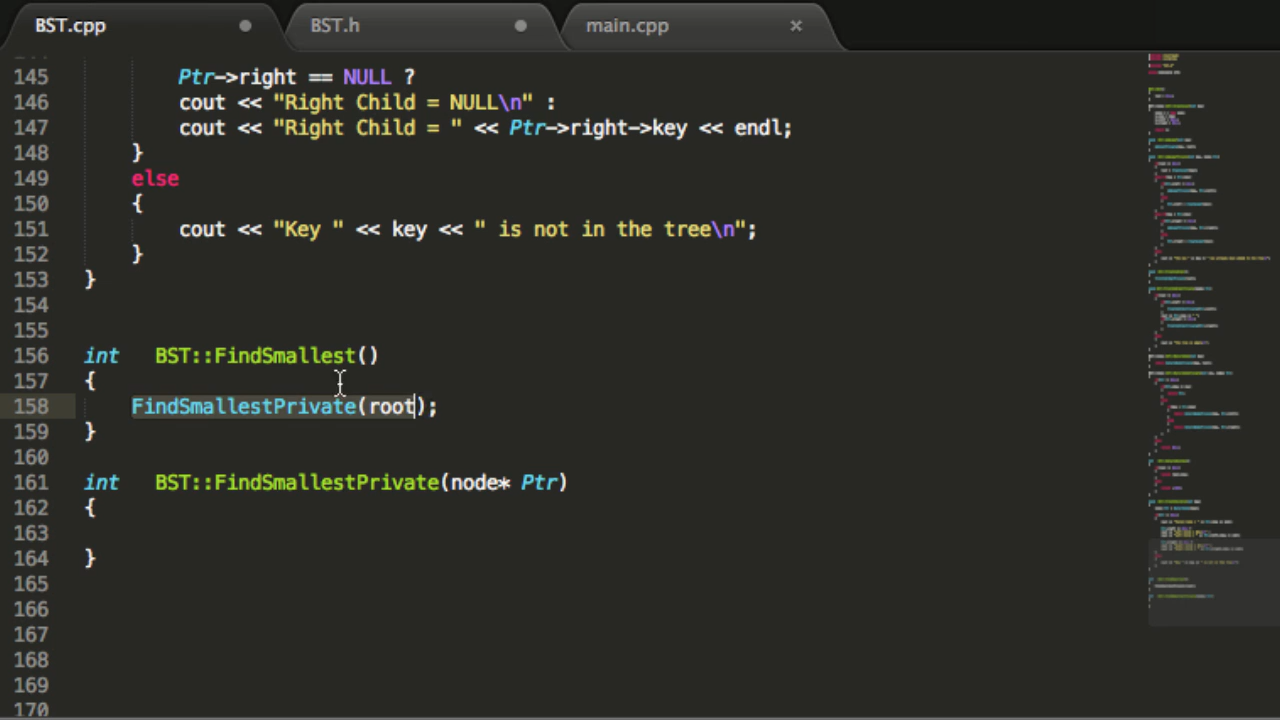 BST.cpp BST.h main.cpp ×
145 Ptr->right == NULL ?
146 cout << "Right Child = NULL\n" :
147 cout << "Right Child = " << Ptr->right->key << endl;
148 }
149 else
150 {
151 cout << "Key " << key << " is not in the tree\n";
152 }
153 }
154
155
156 int BST::FindSmallest()
157 {
158 FindSmallestPrivate(root);
159 }
160
161 int BST::FindSmallestPrivate(node* Ptr)
162 {
163
164 }
165
166
167
168
169
170